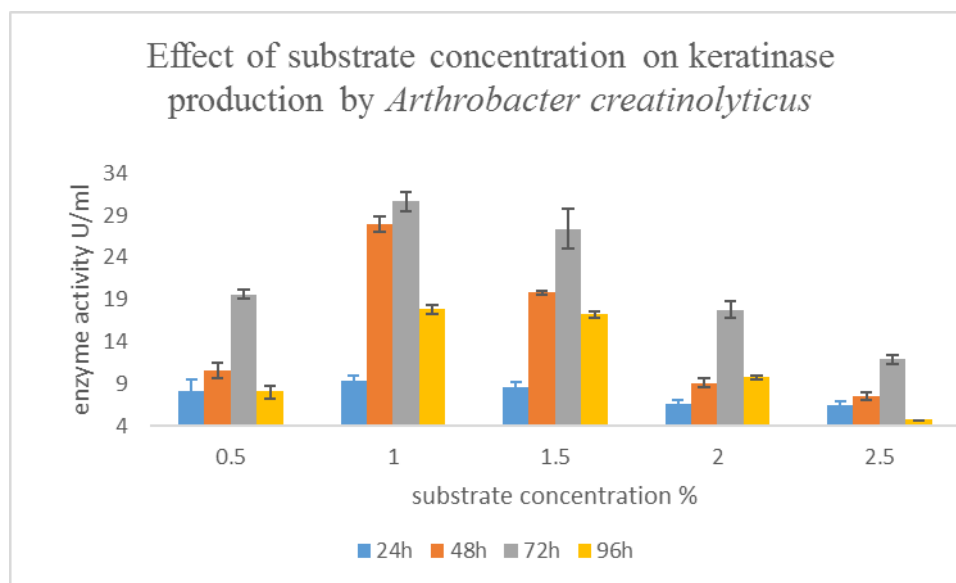 Effect of substrate concentration on keratinase
production by Arthrobacter creatinolyticus
enzyme activity U/ml
34
29
24
19
14
9
4
0.5 1 1.5 2 2.5
substrate concentration %
24h 48h 72h 96h